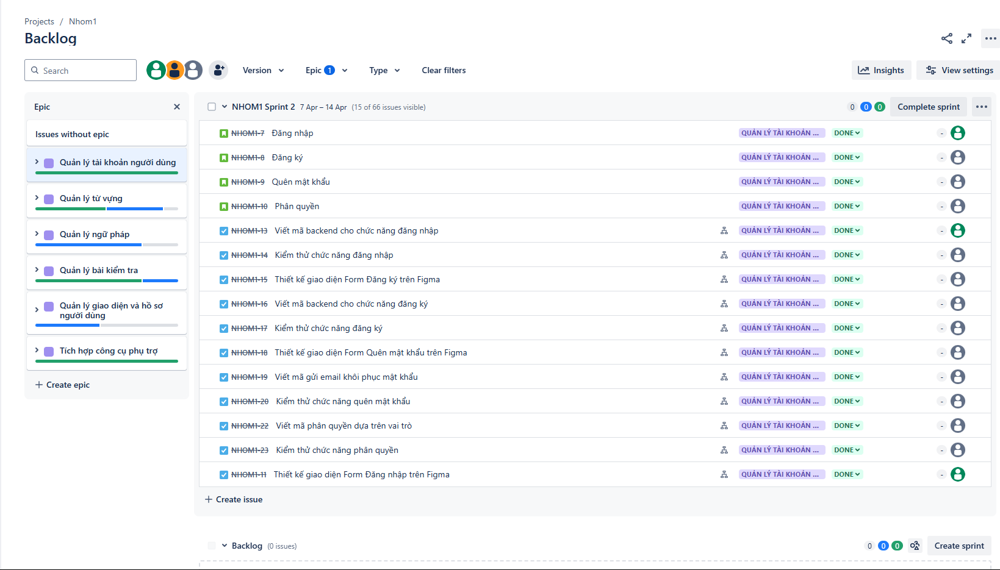 Projects / Nhom1
Backlog
Search
Version
Epic 1
Type
Clear filters
Insights
View settings
Epic
Issues without epic
Quản lý tài khoản người dùng
Quản lý từ vựng
Quản lý ngữ pháp
Quản lý bài kiểm tra
Quản lý giao diện và hồ sơ
người dùng
Tích hợp công cụ phụ trợ
+ Create epic
NHOM1 Sprint 2 7 Apr – 14 Apr (15 of 66 issues visible) 0 0 0 Complete sprint
NHOM1-7 Đăng nhập QUẢN LÝ TÀI KHOẢN ... DONE -
NHOM1-8 Đăng ký QUẢN LÝ TÀI KHOẢN ... DONE -
NHOM1-9 Quên mật khẩu QUẢN LÝ TÀI KHOẢN ... DONE -
NHOM1-10 Phân quyền QUẢN LÝ TÀI KHOẢN ... DONE -
NHOM1-13 Viết mã backend cho chức năng đăng nhập QUẢN LÝ TÀI KHOẢN ... DONE -
NHOM1-14 Kiểm thử chức năng đăng nhập QUẢN LÝ TÀI KHOẢN ... DONE -
NHOM1-15 Thiết kế giao diện Form Đăng ký trên Figma QUẢN LÝ TÀI KHOẢN ... DONE -
NHOM1-16 Viết mã backend cho chức năng đăng ký QUẢN LÝ TÀI KHOẢN ... DONE -
NHOM1-17 Kiểm thử chức năng đăng ký QUẢN LÝ TÀI KHOẢN ... DONE -
NHOM1-18 Thiết kế giao diện Form Quên mật khẩu trên Figma QUẢN LÝ TÀI KHOẢN ... DONE -
NHOM1-19 Viết mã gửi email khôi phục mật khẩu QUẢN LÝ TÀI KHOẢN ... DONE -
NHOM1-20 Kiểm thử chức năng quên mật khẩu QUẢN LÝ TÀI KHOẢN ... DONE -
NHOM1-22 Viết mã phân quyền dựa trên vai trò QUẢN LÝ TÀI KHOẢN ... DONE -
NHOM1-23 Kiểm thử chức năng phân quyền QUẢN LÝ TÀI KHOẢN ... DONE -
NHOM1-11 Thiết kế giao diện Form Đăng nhập trên Figma QUẢN LÝ TÀI KHOẢN ... DONE -
+ Create issue
Backlog (0 issues) 0 0 0 Create sprint